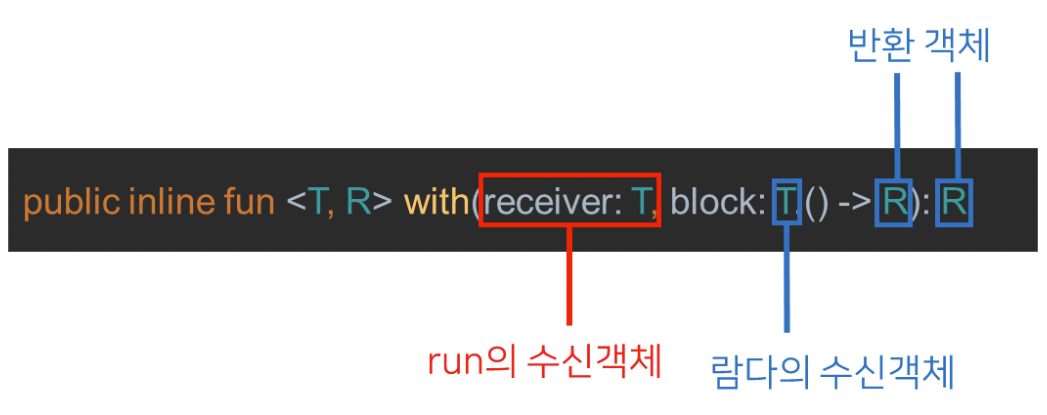 반환 객체
public inline fun <T, R> with(receiver: T, block: T.() -> R): R
run의 수신객체
람다의 수신객체